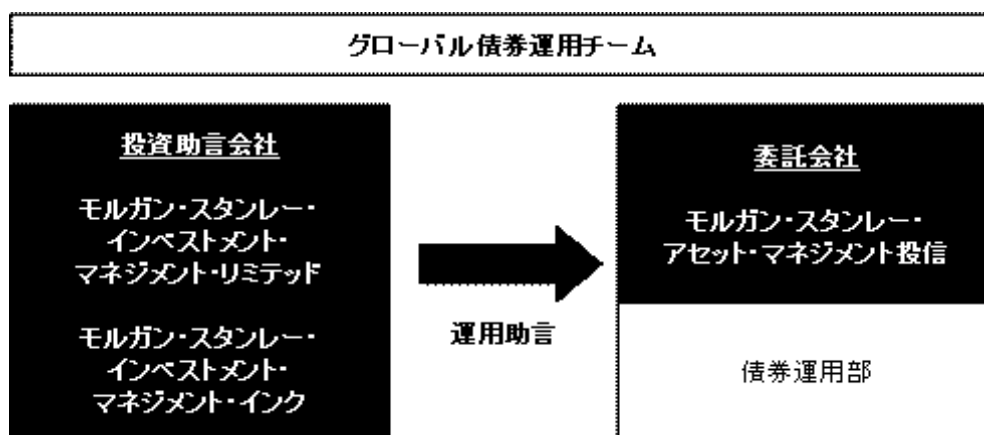 グローバル債券運用チーム
投資助言会社
モルガン・スタンレー・
インベストメント・
マネジメント・リミテッド
モルガン・スタンレー・
インベストメント・
マネジメント・インク
運用助言
委託会社
モルガン・スタンレー・
アセット・マネジメント投信
債券運用部